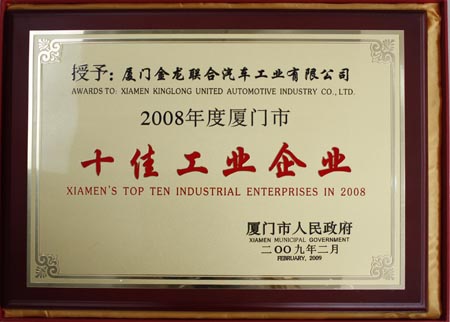 授予：厦门金龙联合汽车工业有限公司
AWARDS TO: XIAMEN KINGLONG UNITED AUTOMOTIVE INDUSTRY CO., LTD.
2008年度厦门市
十佳工业企业
XIAMEN'S TOP TEN INDUSTRIAL ENTERPRISES IN 2008
厦门市人民政府
XIAMEN MUNICIPAL GOVERNMENT
二〇〇九年二月
FEBRUARY, 2009